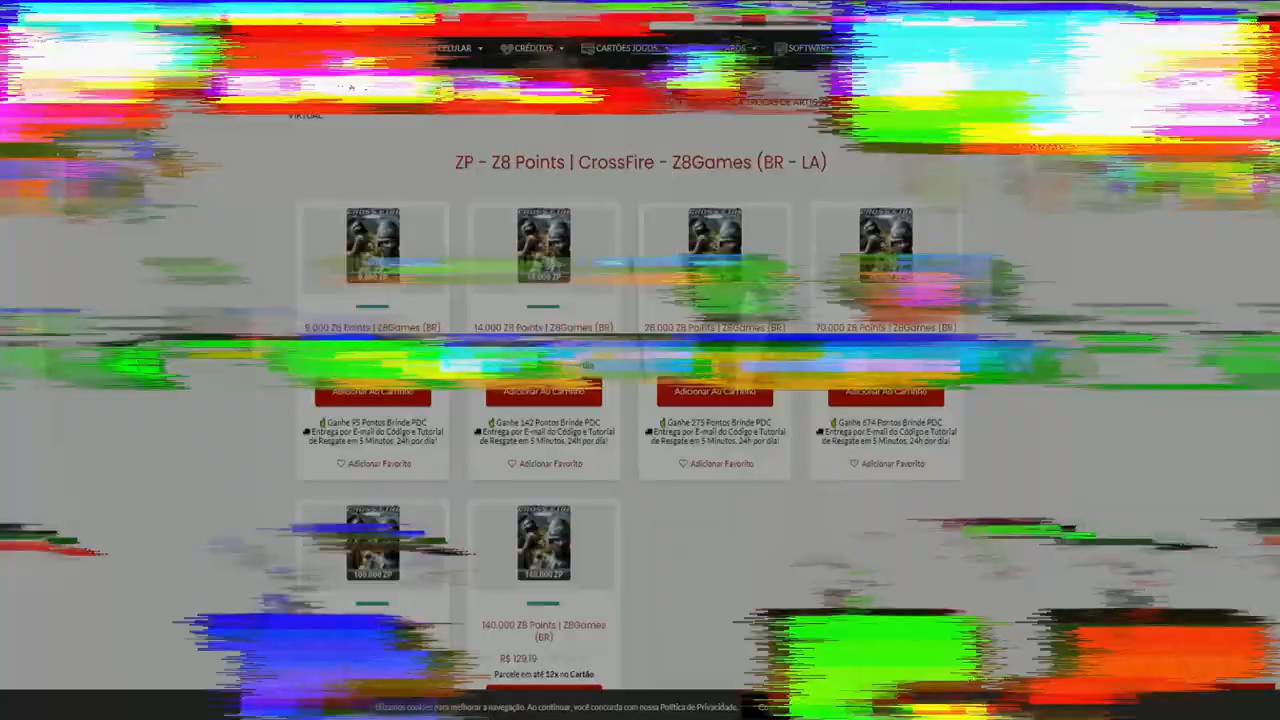 CELULAR CRÉDITOS CARTÕES JOGOS SOFTWARES
VIRTUAL
ZP - Z8 Points | CrossFire - Z8Games (BR - LA)
9.000 Z8 Points | Z8Games (BR)
14.000 Z8 Points | Z8Games (BR)
28.000 Z8 Points | Z8Games (BR)
70.000 Z8 Points | Z8Games (BR)
Adicionar Ao Carrinho
Adicionar Ao Carrinho
Adicionar Ao Carrinho
Adicionar Ao Carrinho
Ganhe 95 Pontos Brinde PDC
Entrega por E-mail do Código e Tutorial
de Resgate em 5 Minutos, 24h por dia!
Adicionar Favorito
Ganhe 142 Pontos Brinde PDC
Entrega por E-mail do Código e Tutorial
de Resgate em 5 Minutos, 24h por dia!
Adicionar Favorito
Ganhe 275 Pontos Brinde PDC
Entrega por E-mail do Código e Tutorial
de Resgate em 5 Minutos, 24h por dia!
Adicionar Favorito
Ganhe 674 Pontos Brinde PDC
Entrega por E-mail do Código e Tutorial
de Resgate em 5 Minutos, 24h por dia!
Adicionar Favorito
100.000 ZP
140.000 ZP
140.000 Z8 Points | Z8Games
(BR)
R$ 129,19
Parcele em até 12x no Cartão
Utilizamos cookies para melhorar a navegação. Ao continuar, você concorda com nossa Política de Privacidade.